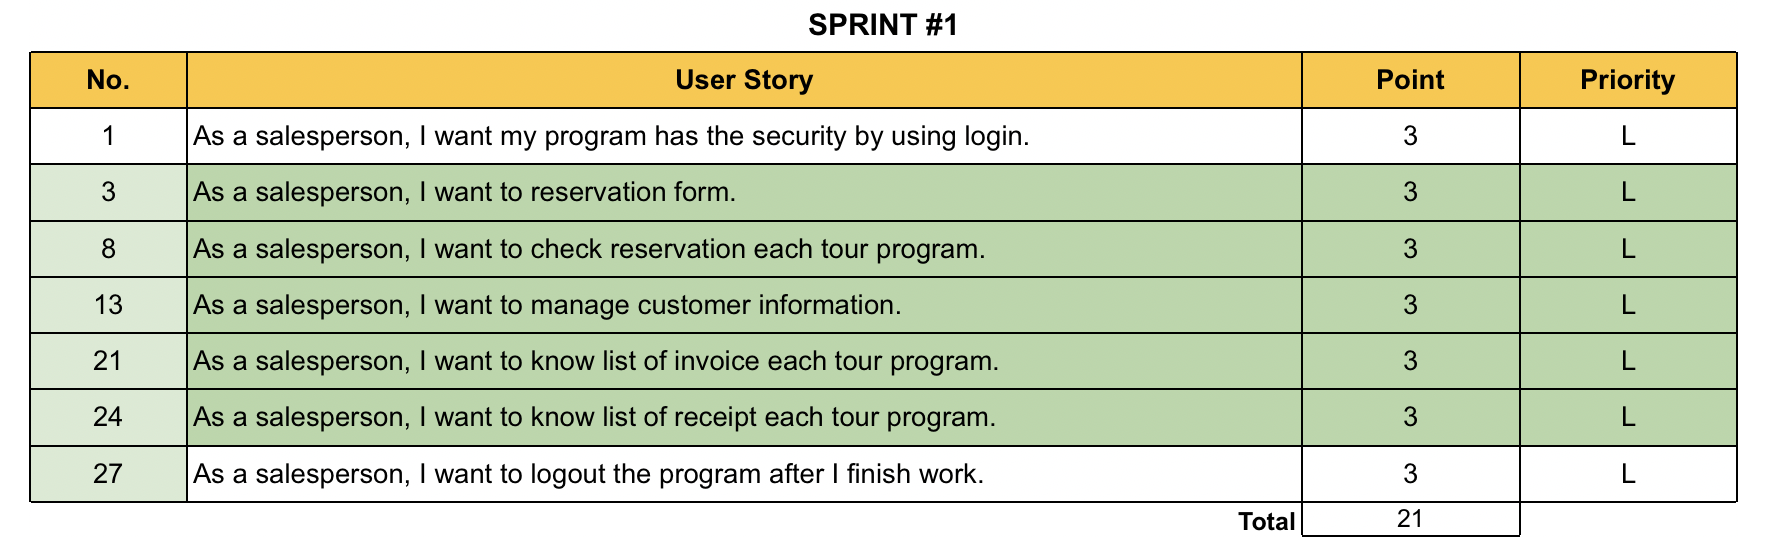 SPRINT #1
No. User Story Point Priority
1 As a salesperson, I want my program has the security by using login. 3 L
3 As a salesperson, I want to reservation form. 3 L
8 As a salesperson, I want to check reservation each tour program. 3 L
13 As a salesperson, I want to manage customer information. 3 L
21 As a salesperson, I want to know list of invoice each tour program. 3 L
24 As a salesperson, I want to know list of receipt each tour program. 3 L
27 As a salesperson, I want to logout the program after I finish work. 3 L
Total 21